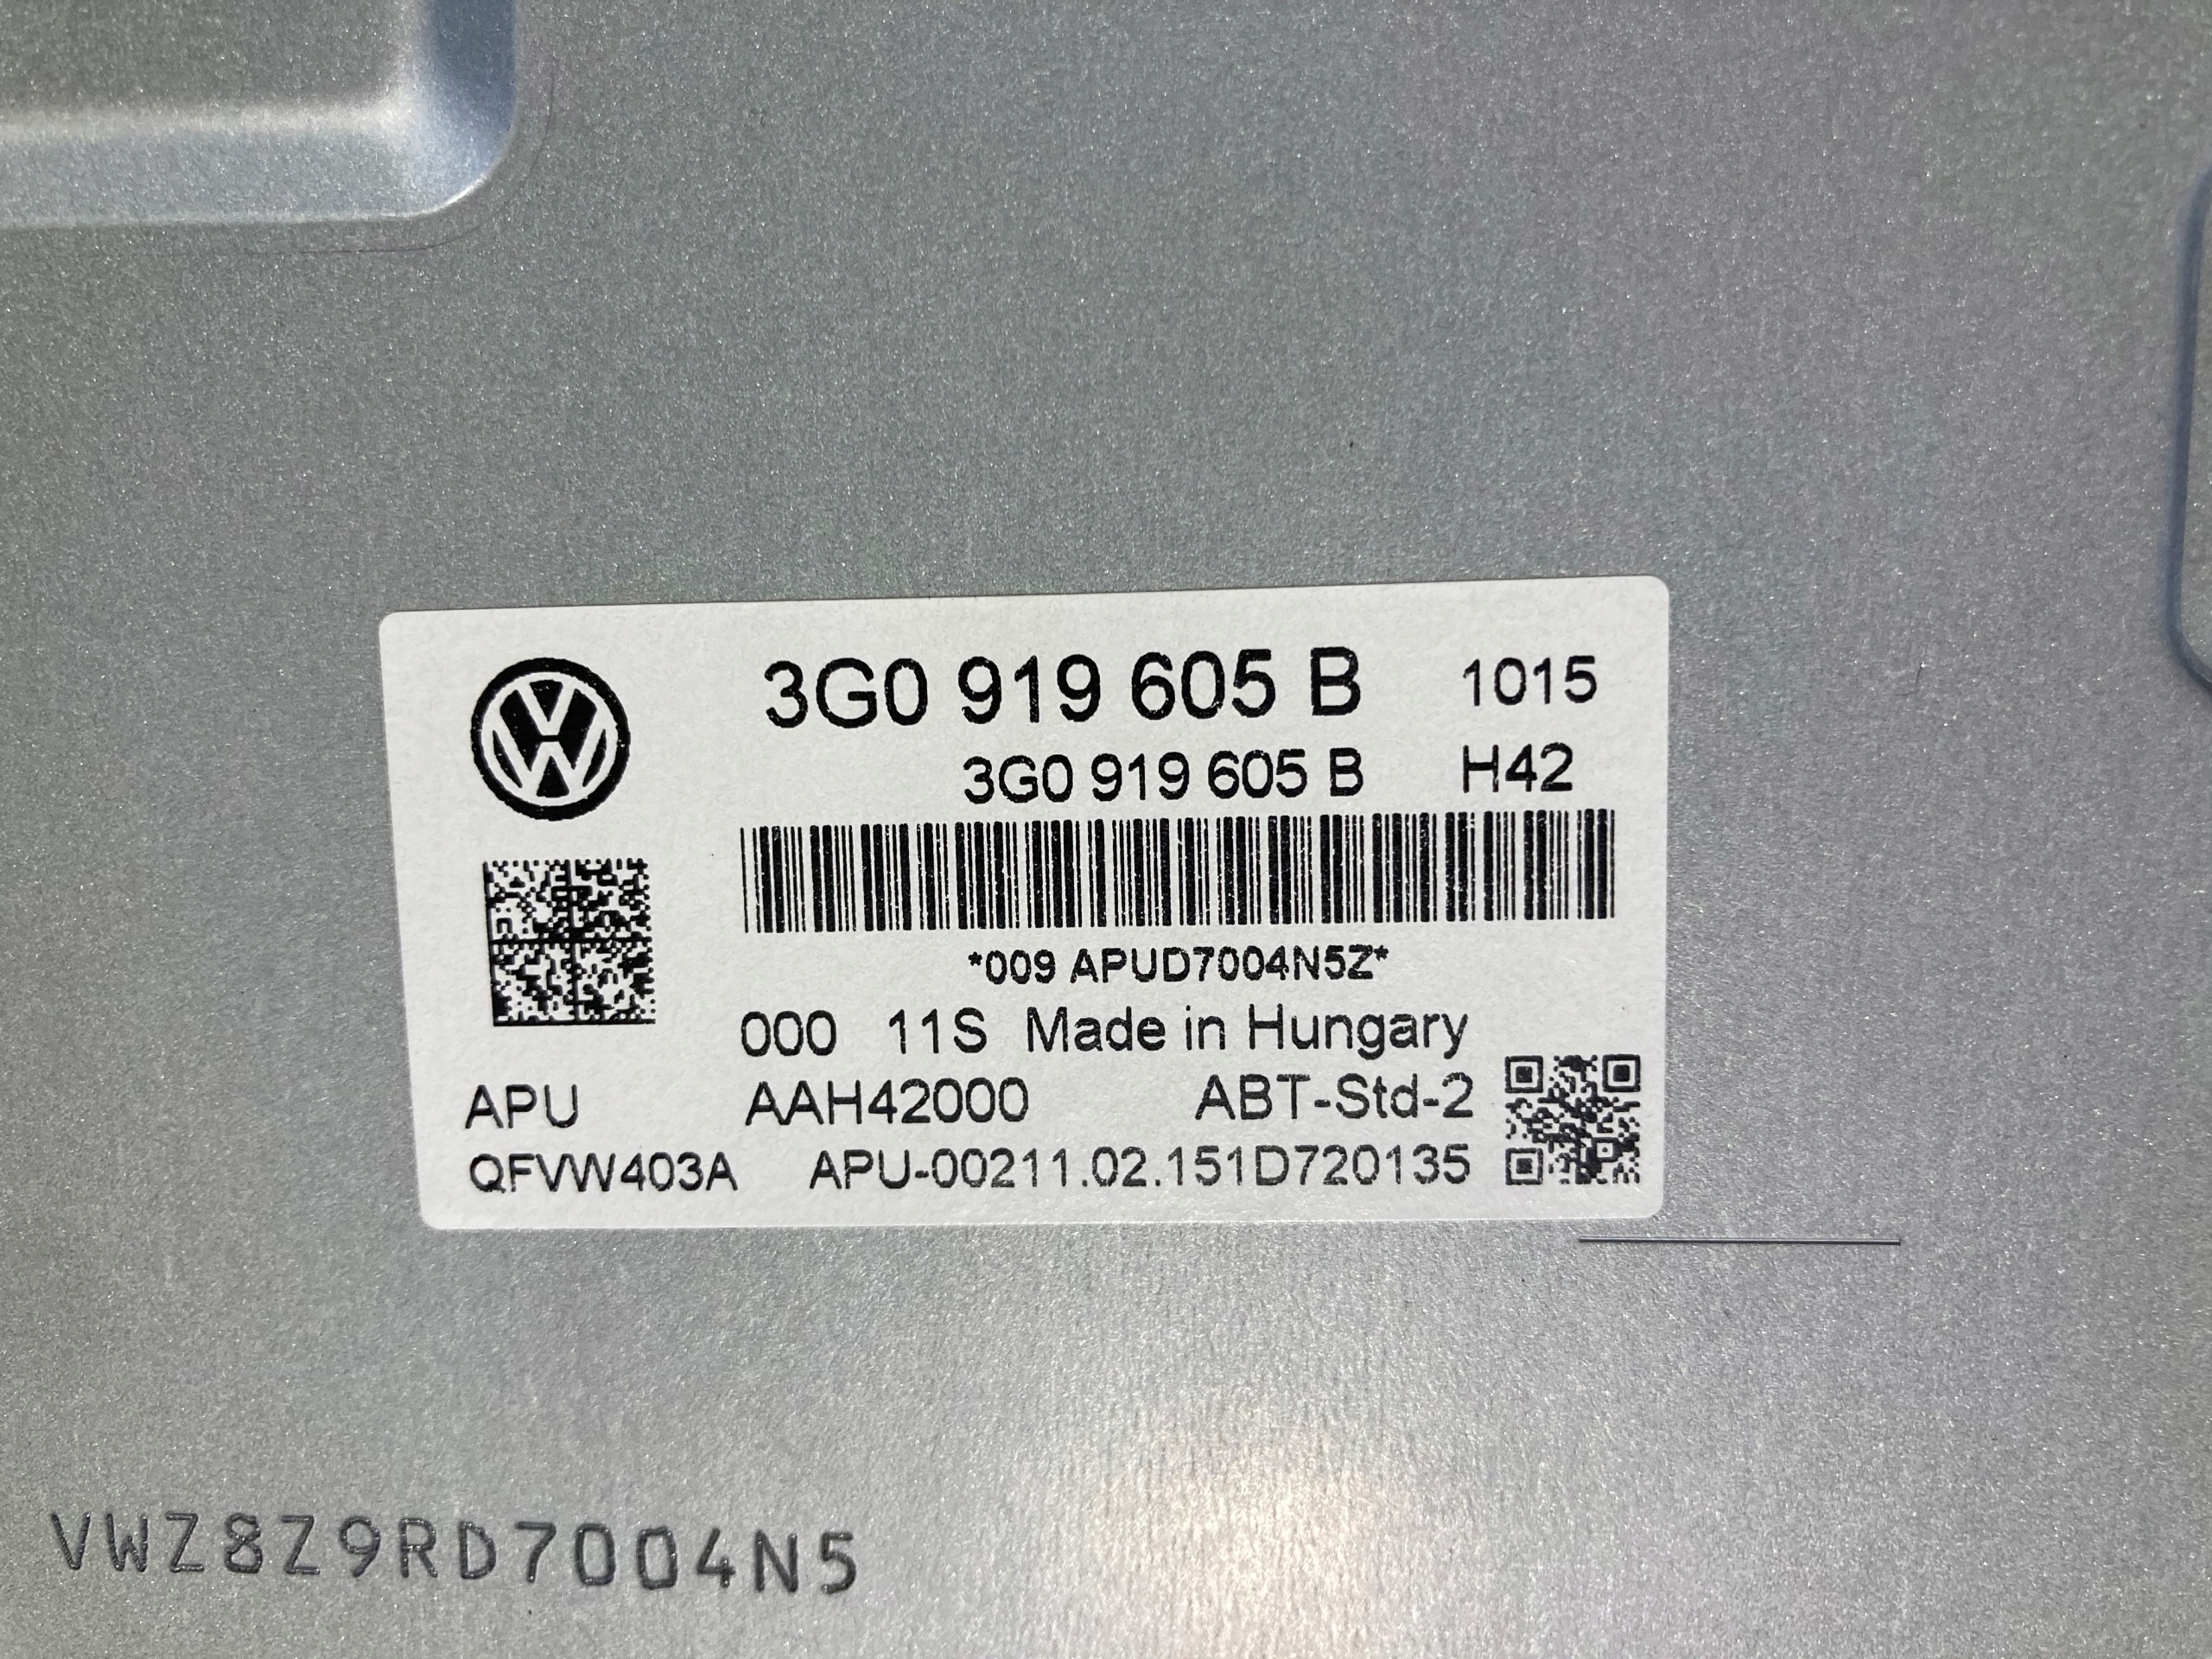 3G0 919 605 B 1015
3G0 919 605 B H42
*009 APUD7004N5Z*
000 11S Made in Hungary
APU AAH42000 ABT-Std-2
QFVW403A APU-00211.02.151D720135
VWZ8Z9RD7004N5